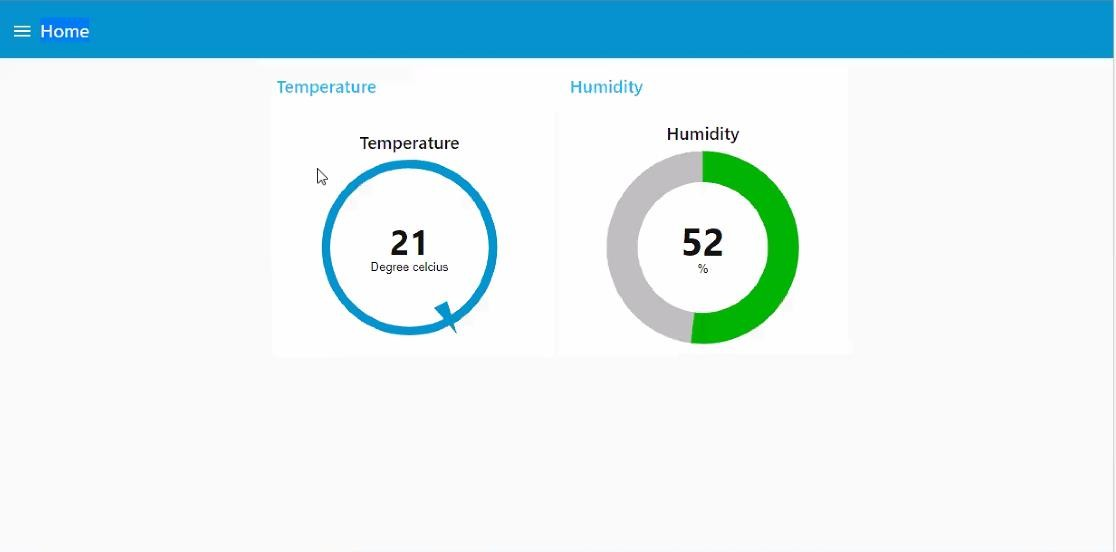 Home
Temperature
Humidity
Temperature
Humidity
21
Degree celcius
52
%